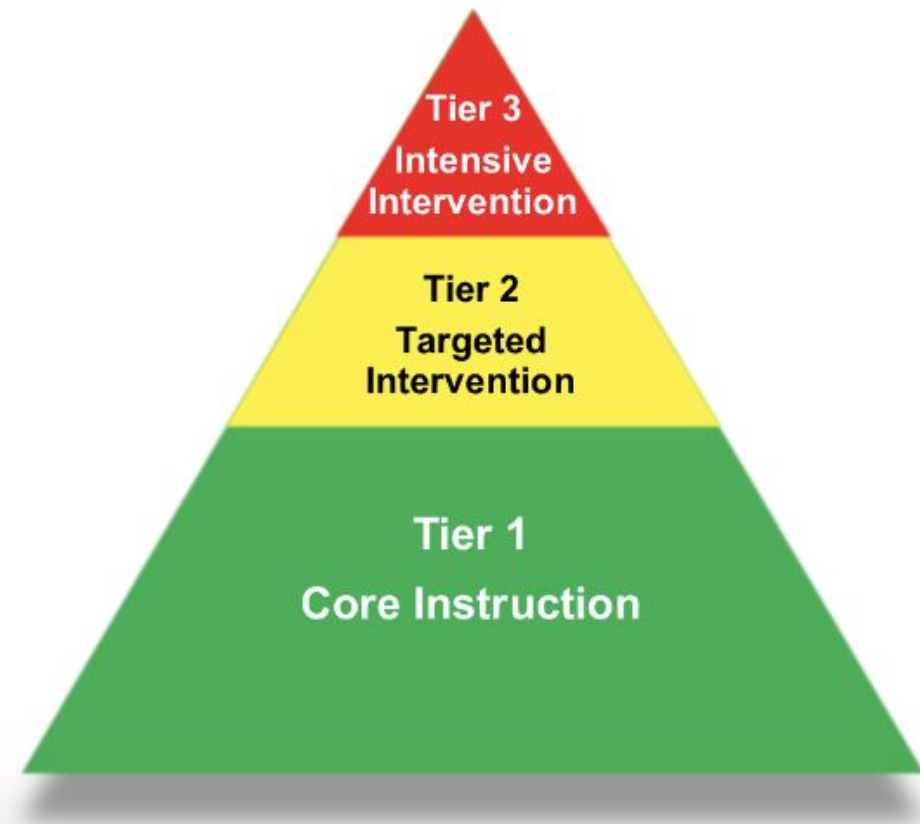 Tier 3
Intensive
Intervention
Tier 2
Targeted
Intervention
Tier 1
Core Instruction